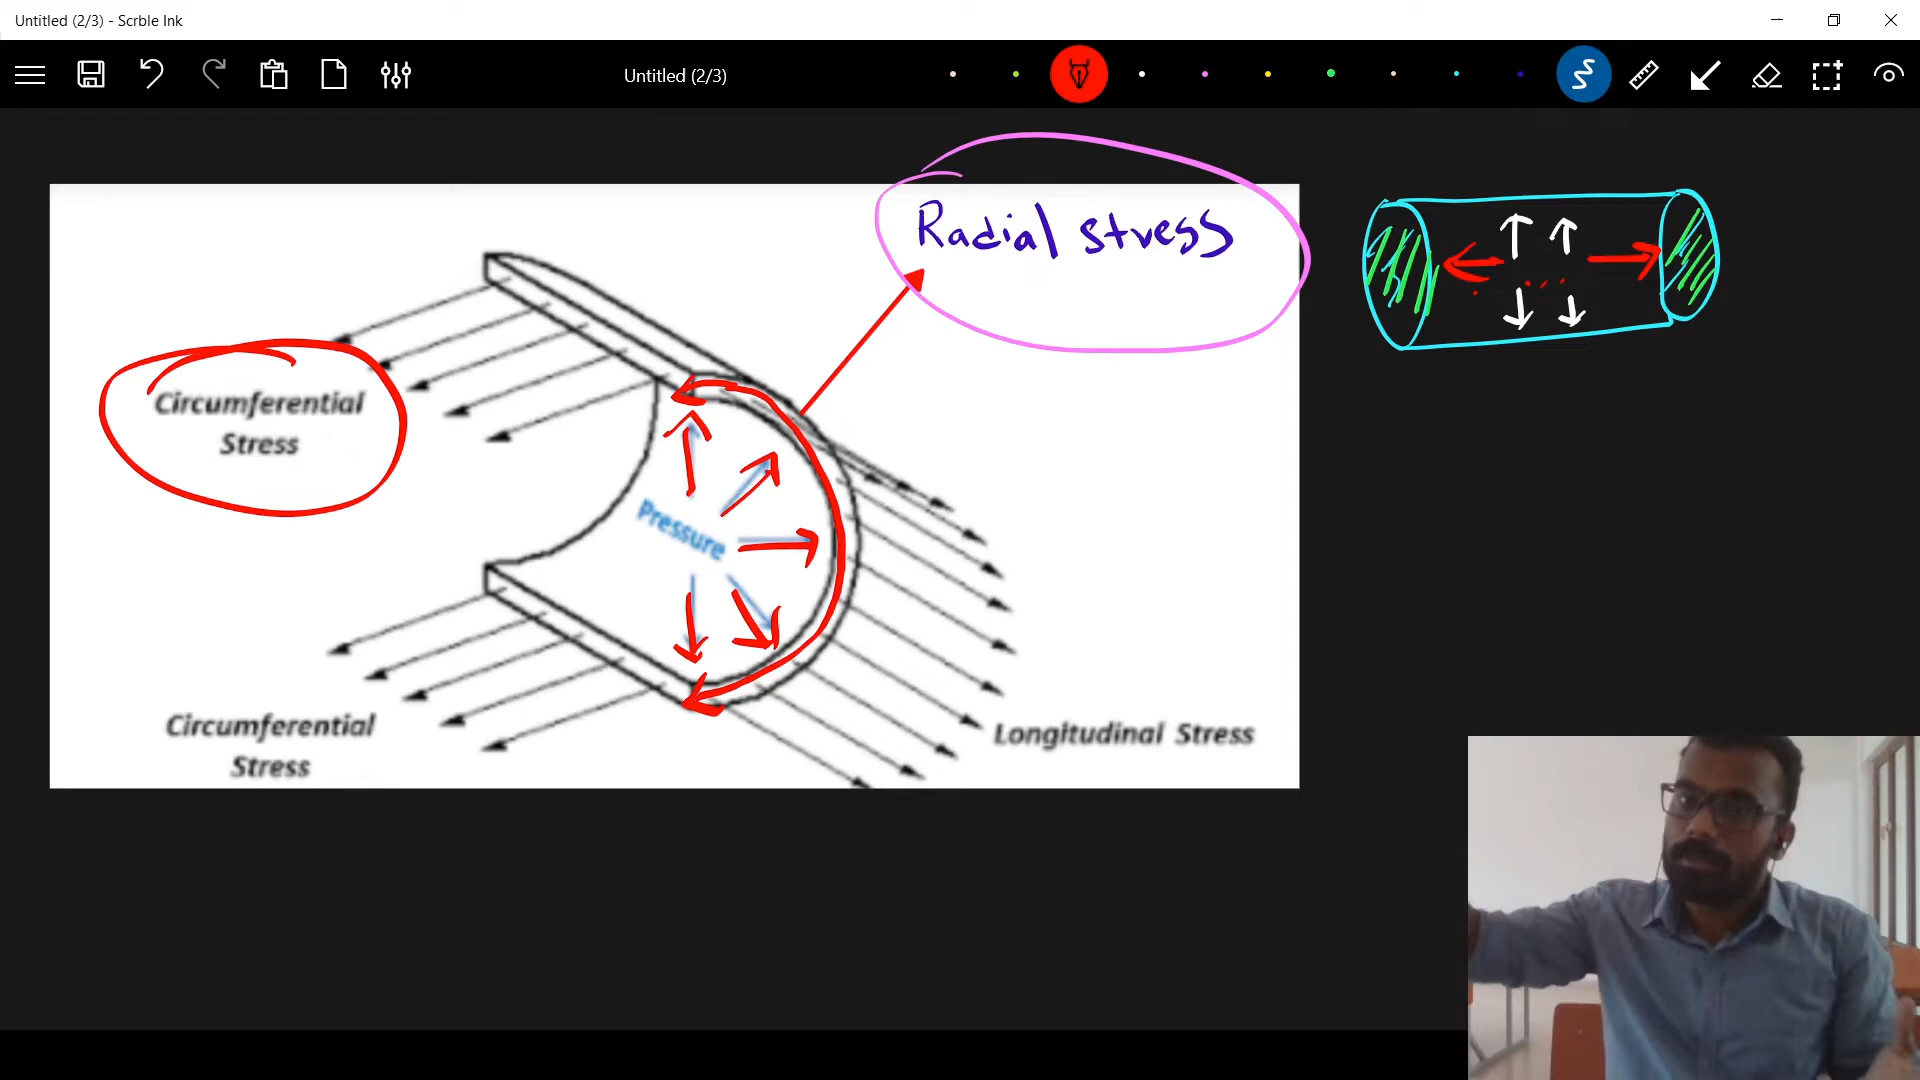 Untitled (2/3) - Scrble Ink
Untitled (2/3)
Radial stress
Circumferential
Stress
Pressure
Circumferential
Stress
Longitudinal Stress